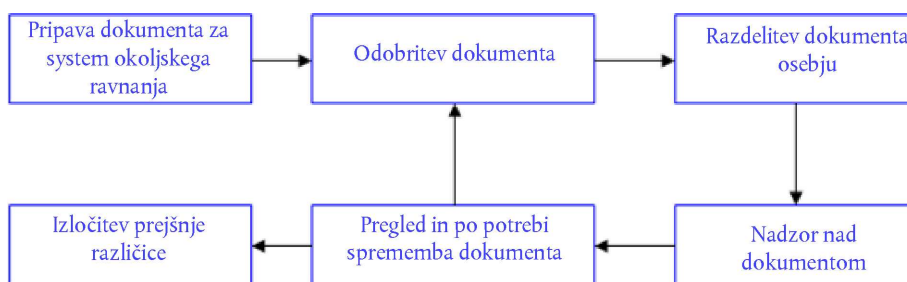 Pripava dokumenta za
system okoljskega
ravnanja
Odobritev dokumenta
Razdelitev dokumenta
osebju
Izločitev prejšnje
različice
Pregled in po potrebi
sprememba dokumenta
Nadzor nad
dokumentom